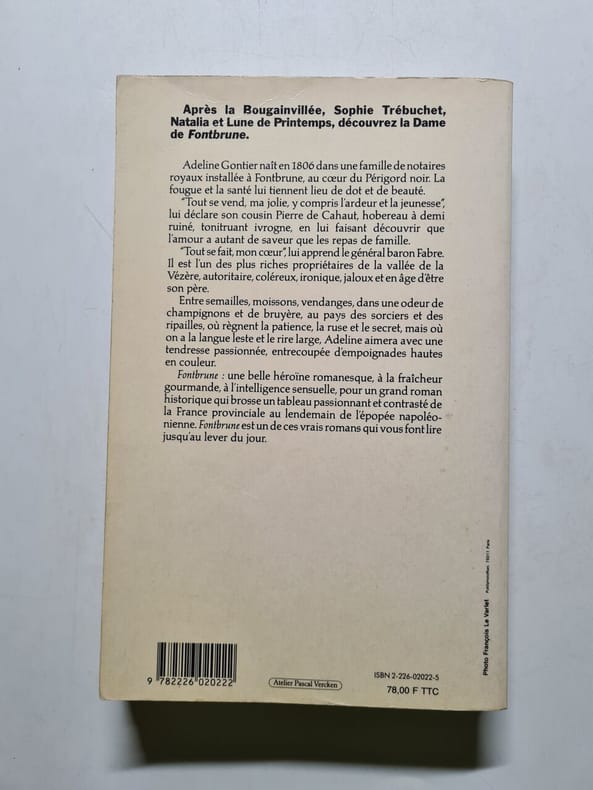 Après la Bougainvillée, Sophie Trébuchet,
Natalia et Lune de Printemps, découvrez la Dame
de Fontbrune.
Adeline Gontier naît en 1806 dans une famille de notaires
royaux installée à Fontbrune, au cœur du Périgord noir. La
fougue et la santé lui tiennent lieu de dot et de beauté.
"Tout se vend, ma jolie, y compris l'ardeur et la jeunesse",
lui déclare son cousin Pierre de Cahaut, hobereau à demi
ruiné, tonitruant ivrogne, en lui faisant découvrir que
l'amour a autant de saveur que les repas de famille.
"Tout se fait, mon cœur", lui apprend le général baron Fabre.
Il est l'un des plus riches propriétaires de la vallée de la
Vézère, autoritaire, coléreux, ironique, jaloux et en âge d'être
son père.
Entre semailles, moissons, vendanges, dans une odeur de
champignons et de bruyère, au pays des sorciers et des
ripailles, où règnent la patience, la ruse et le secret, mais où
on a la langue leste et le rire large, Adeline aimera avec une
tendresse passionnée, entrecoupée d'empoignades hautes
en couleur.
Fontbrune : une belle héroïne romanesque, à la fraîcheur
gourmande, à l'intelligence sensuelle, pour un grand roman
historique qui brosse un tableau passionnant et contrasté de
la France provinciale au lendemain de l'épopée napoléo-
nienne. Fontbrune est un de ces vrais romans qui vous font lire
jusqu'au lever du jour.
Photo François Le Varlet
9 782226 020222
Atelier Pascal Vercken
ISBN 2-226-02022-5
78,00 F TTC